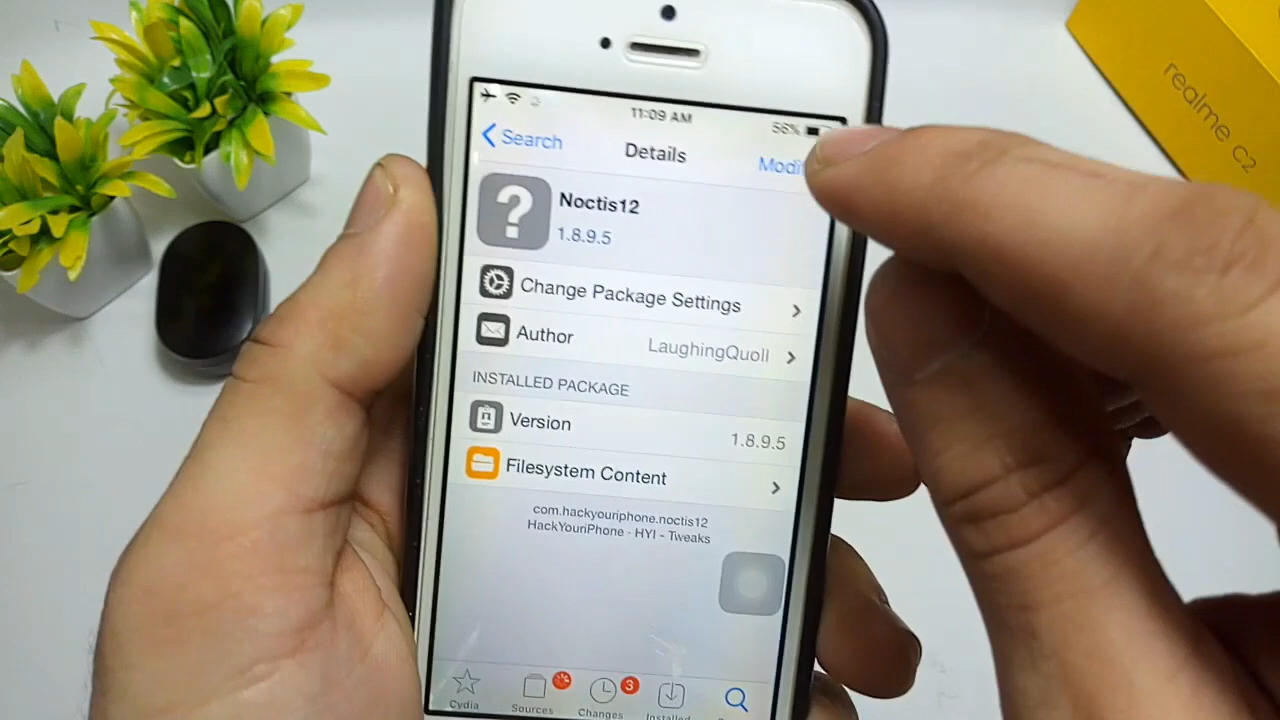 realme C2
11:09 AM
56%
Search
Details
Modi
Noctis12
1.8.9.5
Change Package Settings
Author
LaughingQuoll
INSTALLED PACKAGE
Version
1.8.9.5
Filesystem Content
com.hackyouriphone.noctis12
HackYouriPhone - HYI - Tweaks
Cydia
Sources
Changes
3
Installed